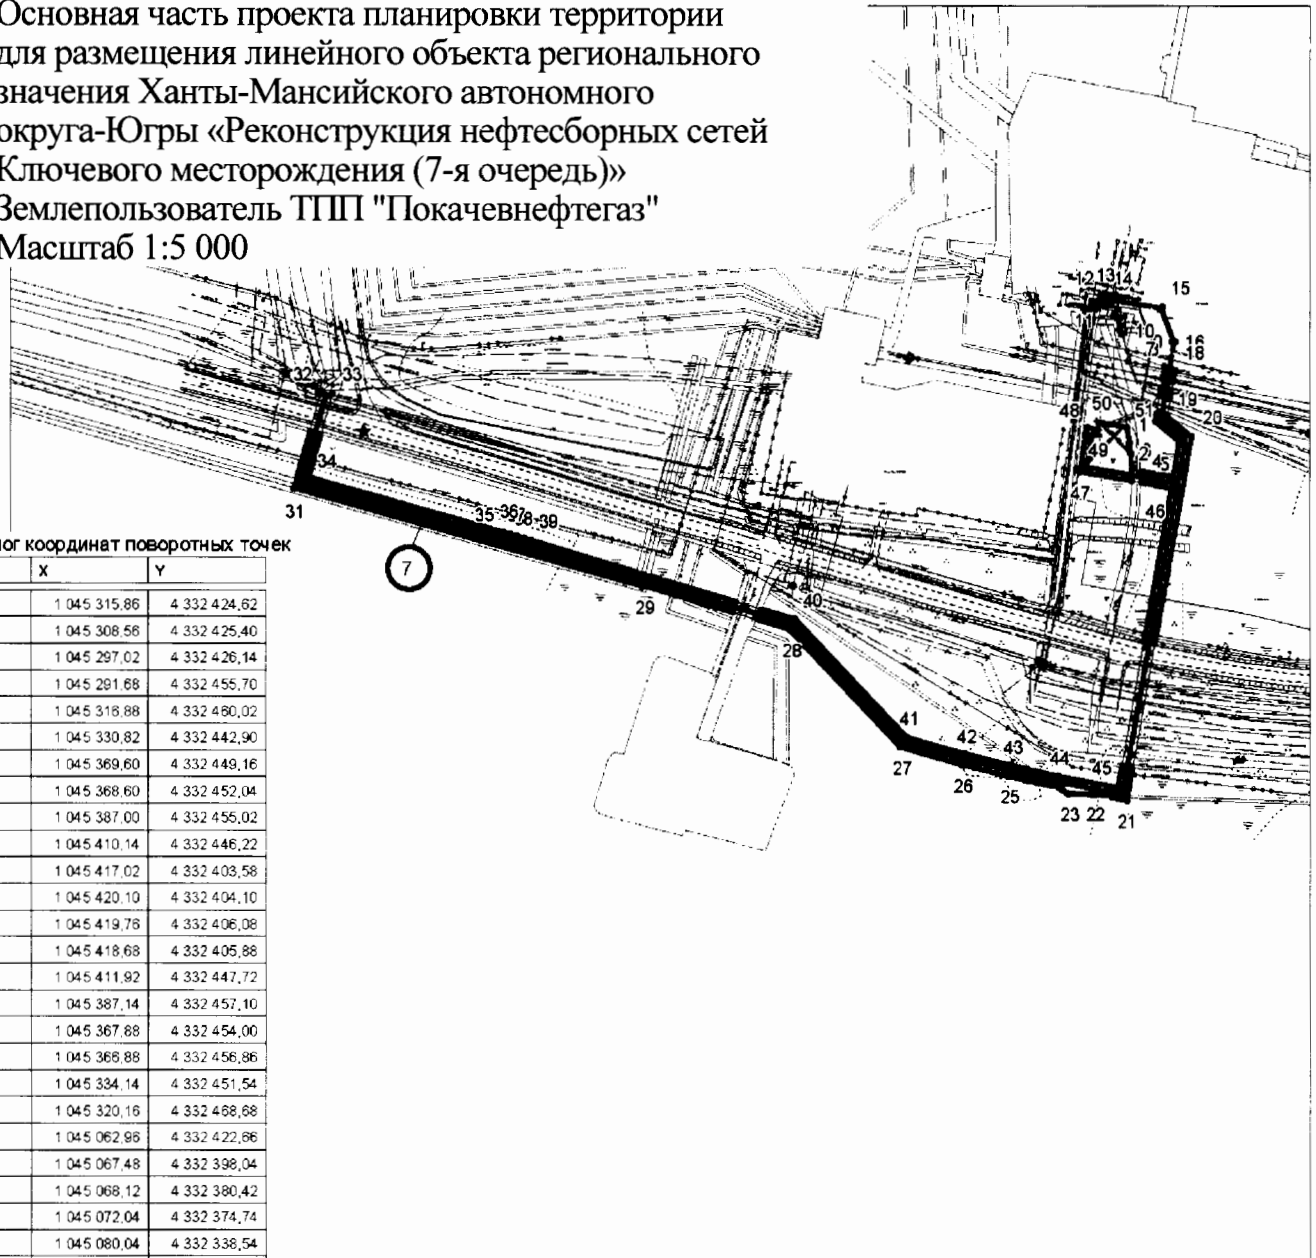 Основная часть проекта планировки территории
для размещения линейного объекта регионального
значения Ханты-Мансийского автономного
округа-Югры «Реконструкция нефтесборных сетей
Ключевого месторождения (7-я очередь)»
Землепользователь ТПП "Покачевнефтегаз"
Масштаб 1:5 000
12 13 14
15
10
16
18
32 33
19
48 50 51
20
1
49 2
34
47
31
46
39
7
29
40
28
41
42
43
27
44 45
26
25
23 22 21
координат поворотных точек
X Y
1 045 315,86 4 332 424,62
1 045 308,56 4 332 425,40
1 045 297,02 4 332 426,14
1 045 291,68 4 332 455,70
1 045 316,88 4 332 460,02
1 045 330,82 4 332 442,90
1 045 369,60 4 332 449,16
1 045 368,60 4 332 452,04
1 045 387,00 4 332 455,02
1 045 410,14 4 332 446,22
1 045 417,02 4 332 403,58
1 045 420,10 4 332 404,10
1 045 419,76 4 332 406,08
1 045 418,68 4 332 405,88
1 045 411,92 4 332 447,72
1 045 387,14 4 332 457,10
1 045 367,88 4 332 454,00
1 045 366,88 4 332 456,86
1 045 334,14 4 332 451,54
1 045 320,16 4 332 468,68
1 045 062,96 4 332 422,66
1 045 067,48 4 332 398,04
1 045 068,12 4 332 380,42
1 045 072,04 4 332 374,74
1 045 080,04 4 332 338,54